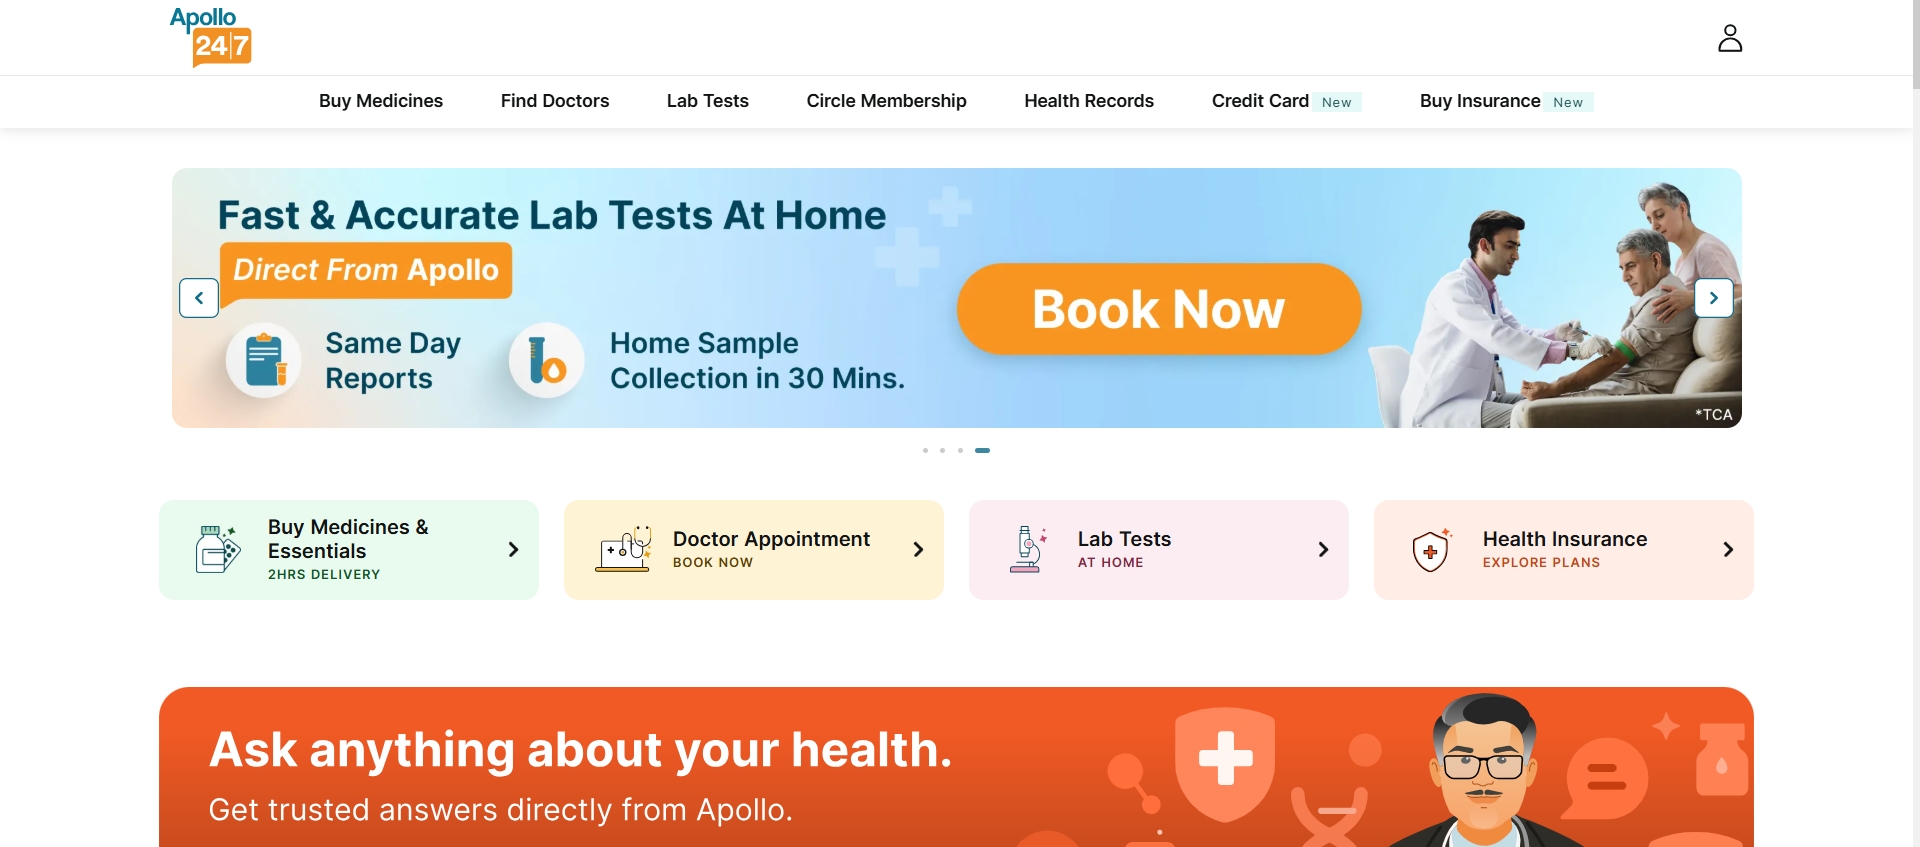 Apollo
24|7
Buy Medicines
Find Doctors
Lab Tests
Circle Membership
Health Records
Credit Card New
Buy Insurance New
Fast & Accurate Lab Tests At Home
Direct From Apollo
Same Day
Reports
Home Sample
Collection in 30 Mins.
Book Now
*TCA
Buy Medicines &
Essentials
2HRS DELIVERY
Doctor Appointment
BOOK NOW
Lab Tests
AT HOME
Health Insurance
EXPLORE PLANS
Ask anything about your health.
Get trusted answers directly from Apollo.